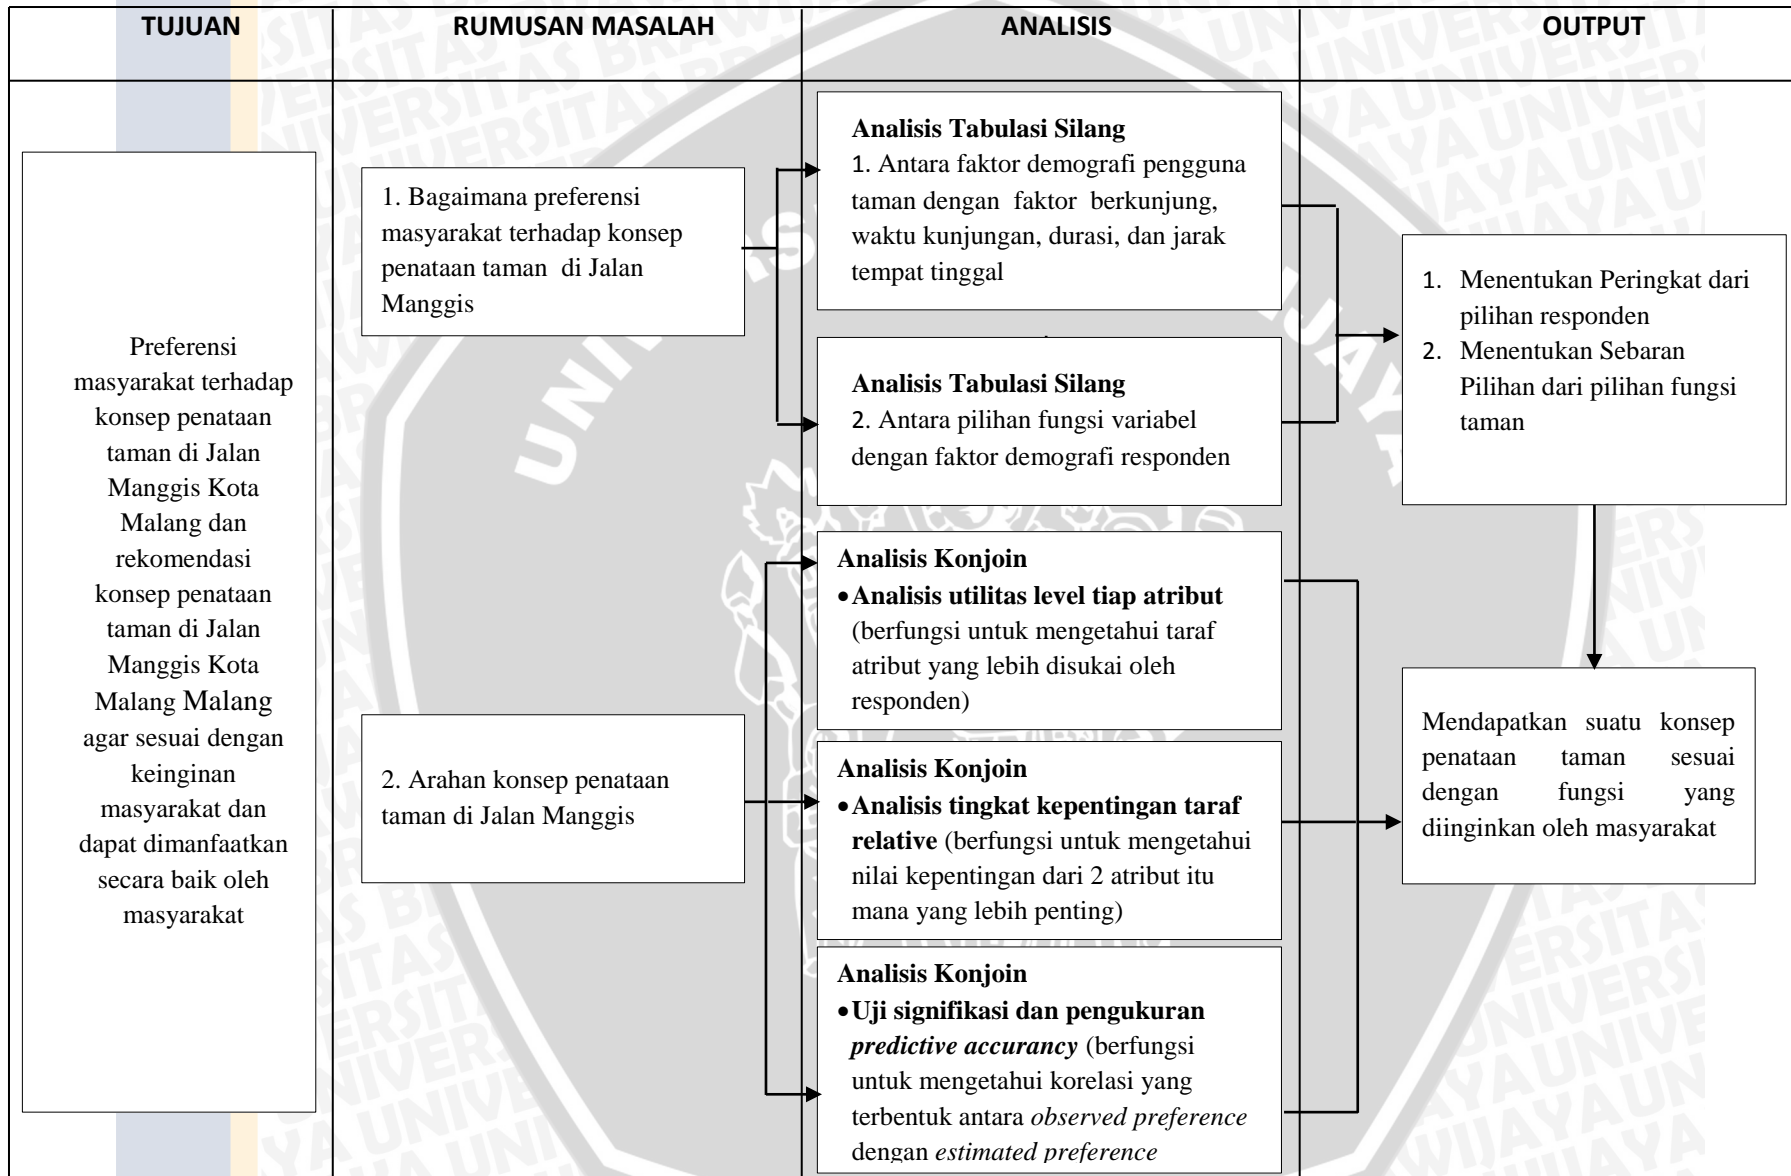 TUJUAN
RUMUSAN MASALAH
ANALISIS
OUTPUT
Preferensi
masyarakat terhadap
konsep penataan
taman di Jalan
Manggis Kota
Malang dan
rekomendasi
konsep penataan
taman di Jalan
Manggis Kota
Malang Malang
agar sesuai dengan
keinginan
masyarakat dan
dapat dimanfaatkan
secara baik oleh
masyarakat
1. Bagaimana preferensi
masyarakat terhadap konsep
penataan taman di Jalan
Manggis
2. Arahan konsep penataan
taman di Jalan Manggis
Analisis Tabulasi Silang
1. Antara faktor demografi pengguna
taman dengan faktor berkunjung,
waktu kunjungan, durasi, dan jarak
tempat tinggal
Analisis Tabulasi Silang
2. Antara pilihan fungsi variabel
dengan faktor demografi responden
Analisis Konjoin
•Analisis utilitas level tiap atribut
(berfungsi untuk mengetahui taraf
atribut yang lebih disukai oleh
responden)
Analisis Konjoin
•Analisis tingkat kepentingan taraf
relative (berfungsi untuk mengetahui
nilai kepentingan dari 2 atribut itu
mana yang lebih penting)
Analisis Konjoin
•Uji signifikasi dan pengukuran
predictive accurancy (berfungsi
untuk mengetahui korelasi yang
terbentuk antara observed preference
dengan estimated preference
1. Menentukan Peringkat dari
pilihan responden
2. Menentukan Sebaran
Pilihan dari pilihan fungsi
taman
Mendapatkan suatu konsep
penataan taman sesuai
dengan fungsi yang
diinginkan oleh masyarakat